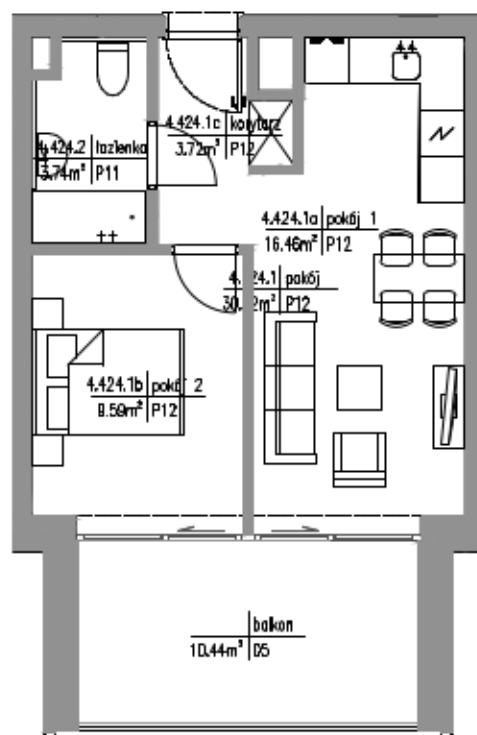 4.424.1c korytarz
3.72m² P12
4.424.2 łazienka
3.74m² P11
4.424.1a pokój 1
16.46m² P12
4.424.1 pokój
P12
4.424.1b pokój 2
9.59m² P12
balkon
10.44m² D5